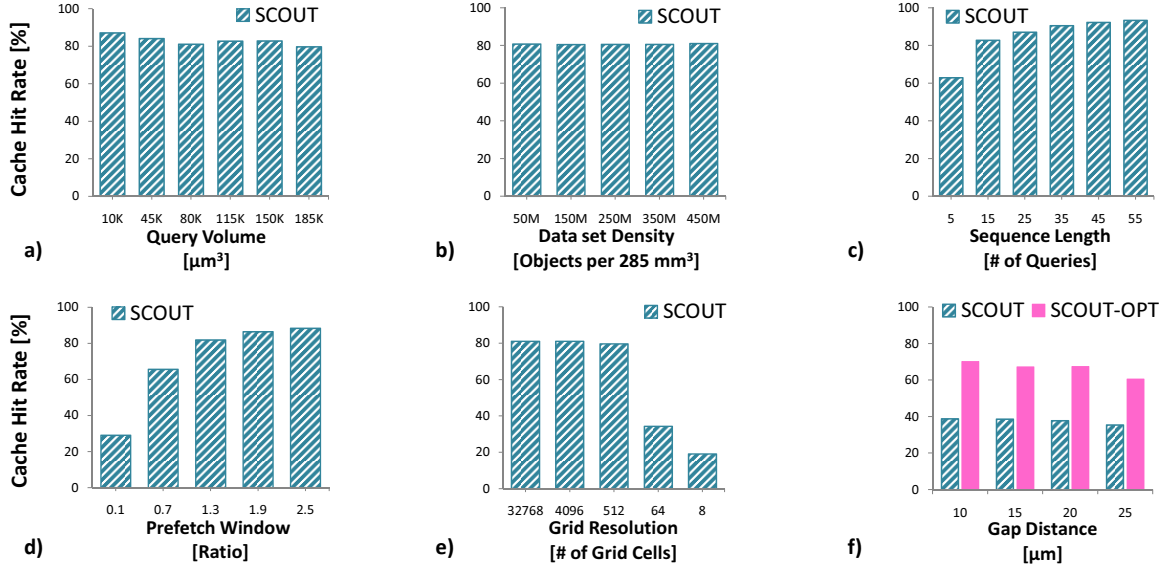 SCOUT
Cache Hit Rate [%]
100
80
60
40
20
0
10K 45K 80K 115K 150K 185K
Query Volume
[µm³]
a)
SCOUT
100
80
60
40
20
0
50M 150M 250M 350M 450M
Data set Density
[Objects per 285 mm³]
b)
SCOUT
100
80
60
40
20
0
5 15 25 35 45 55
Sequence Length
[# of Queries]
c)
SCOUT
Cache Hit Rate [%]
100
80
60
40
20
0
0.1 0.7 1.3 1.9 2.5
Prefetch Window
[Ratio]
d)
SCOUT
100
80
60
40
20
0
32768 4096 512 64 8
Grid Resolution
[# of Grid Cells]
e)
SCOUT SCOUT-OPT
100
80
60
40
20
0
10 15 20 25
Gap Distance
[µm]
f)